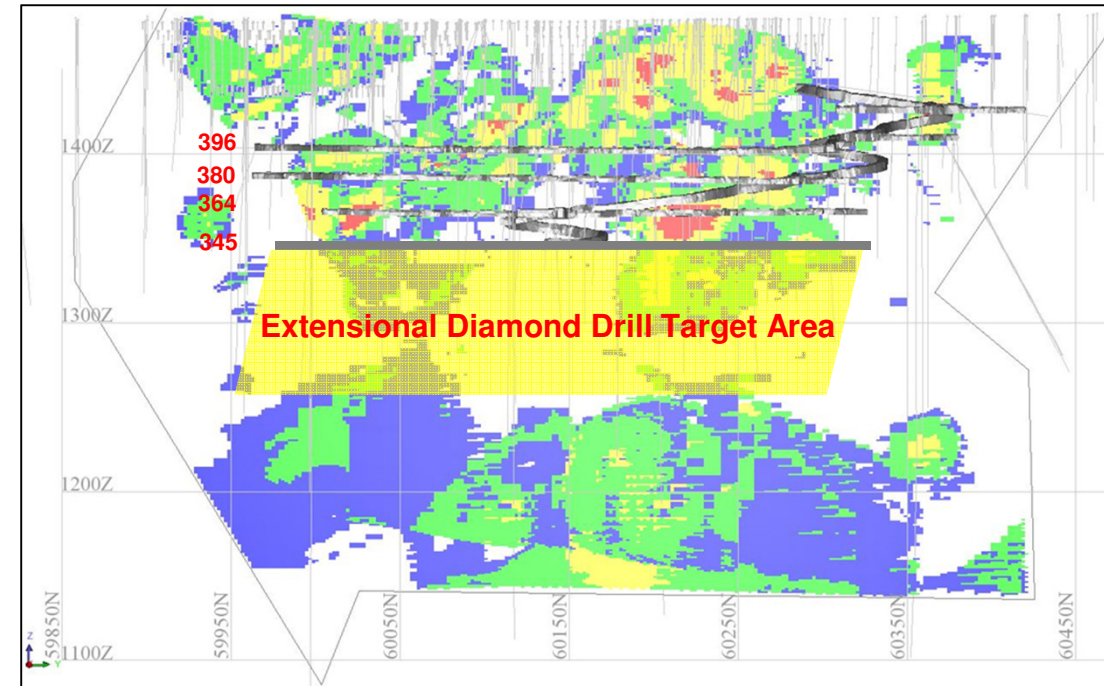 396
1400Z
380
364
345
1300Z
Extensional Diamond Drill Target Area
1200Z
59850N
59950N
60050N
60150N
60250N
60350N
60450N
1100Z
Z
Y